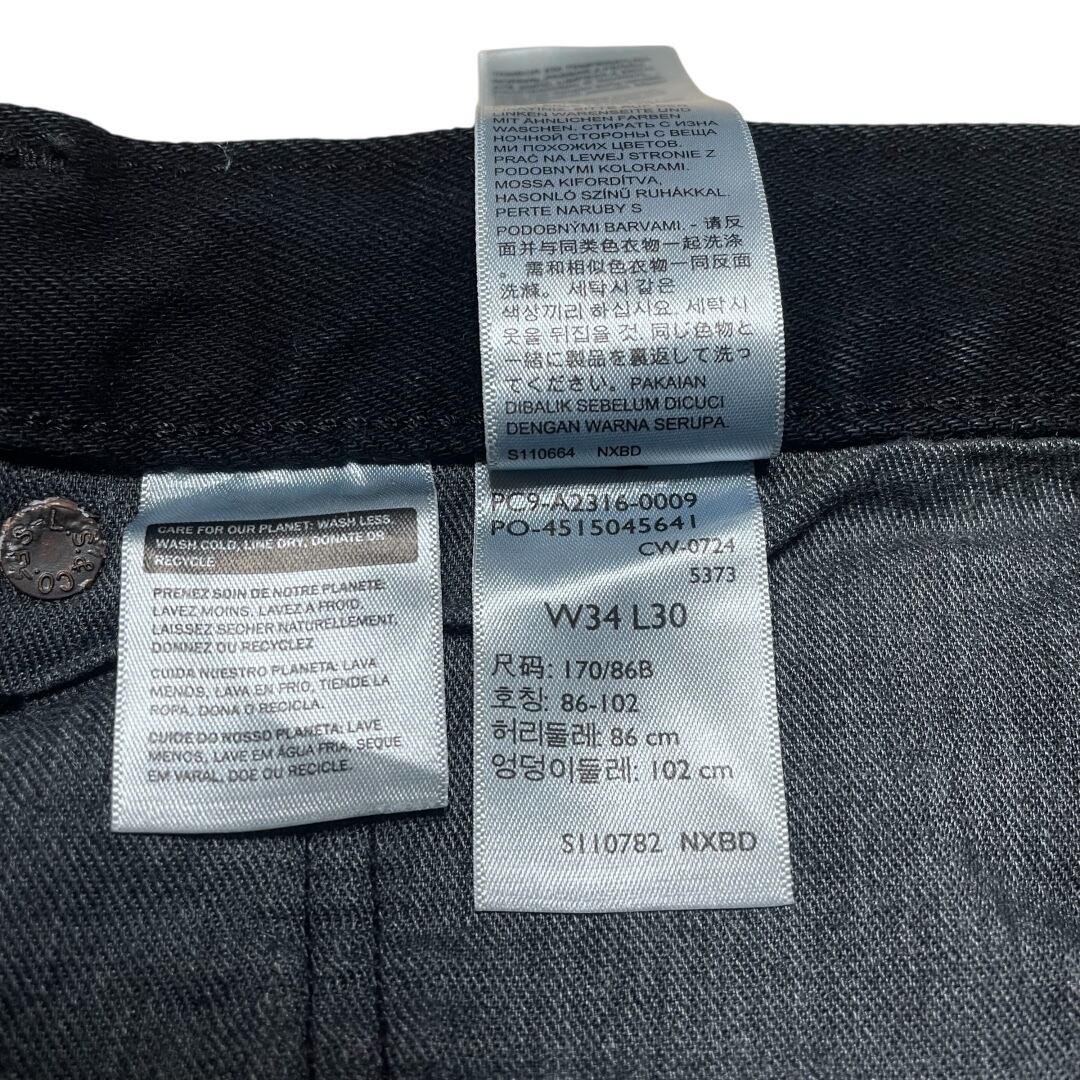 LINKEN WARENSEITE UND
MIT ÄHNLICHEN FARBEN
WASCHEN. СТИРАТЬ С ИЗНА
НОЧНОЙ СТОРОНЫ С ВЕЩА
МИ ПОХОЖИХ ЦВЕТОВ.
PRAĆ NA LEWEJ STRONIE Z
PODOBNYMI KOLORAMI.
MOSSA KIFORDÍTVA,
HASONLÓ SZÍNŰ RUHÁKKAL.
PERTE NARUBY S
PODOBNÝMI BARVAMI. - 请反
面并与同类色衣物一起洗涤
。需和相似色衣物一同反面
洗滌。세탁시 같은
색상끼리 하십시요. 세탁시
옷을 뒤집을 것. 同じ色物と
一緒に製品を裏返して洗っ
てください。PAKAIAN
DIBALIK SEBELUM DICUCI
DENGAN WARNA SERUPA.
S110664 NXBD
L.S.&CO.
CARE FOR OUR PLANET: WASH LESS
WASH COLD, LINE DRY, DONATE OR
RECYCLE
PRENEZ SOIN DE NOTRE PLANÈTE:
LAVEZ MOINS, LAVEZ A FROID,
LAISSEZ SECHER NATURELLEMENT,
DONNEZ OU RECYCLEZ
CUIDA NUESTRO PLANETA: LAVA
MENOS, LAVA EN FRIO, TIENDE LA
ROPA, DONA O RECICLA.
CUIDE DO NOSSO PLANETA: LAVE
MENOS, LAVE EM ÁGUA FRIA, SEQUE
EM VARAL, DOE OU RECICLE.
PC9-A2316-0009
PO-4515045641
CW-0724
5373
W34 L30
尺码: 170/86B
호칭: 86-102
허리둘레: 86 cm
엉덩이둘레: 102 cm
S110782 NXBD